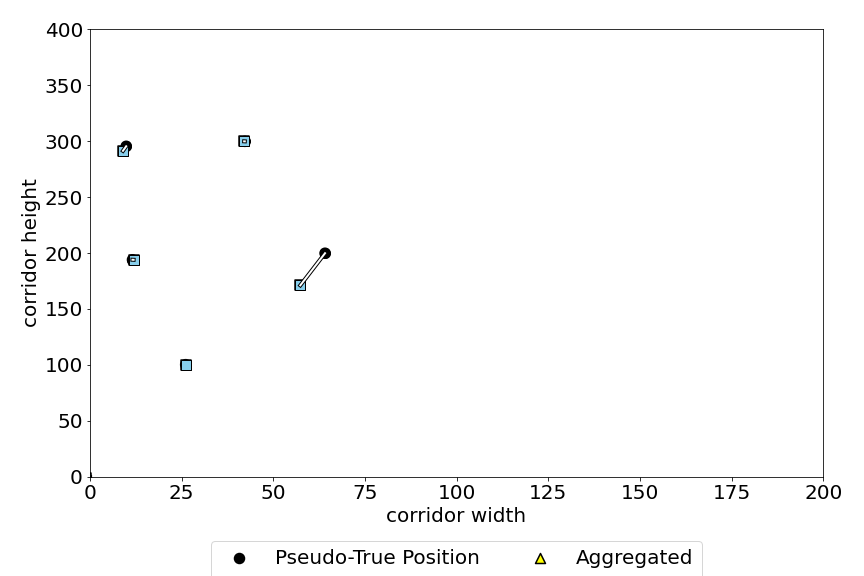 400
350
300
250
200
150
100
50
0
corridor height
0 25 50 75 100 125 150 175 200
corridor width
Pseudo-True Position Aggregated